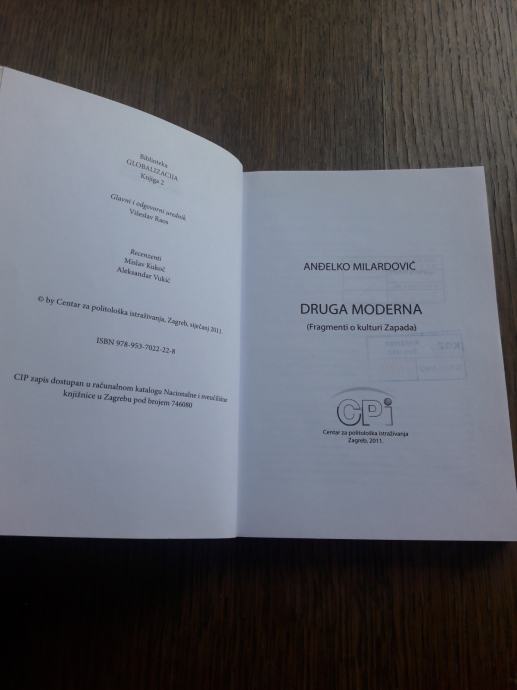 Biblioteka
GLOBALIZACIJA
Knjiga 2
Glavni i odgovorni urednik
Višeslav Raos
Recenzenti
Mislav Kukoč
Aleksandar Vukić
© by Centar za politološka istraživanja, Zagreb, siječanj 2011.
ISBN 978-953-7022-22-8
CIP zapis dostupan u računalnom katalogu Nacionalne i sveučilišne
knjižnice u Zagrebu pod brojem 746080
ANĐELKO MILARDOVIĆ
DRUGA MODERNA
(Fragmenti o kulturi Zapada)
CPi
Centar za politološka istraživanja
Zagreb, 2011.